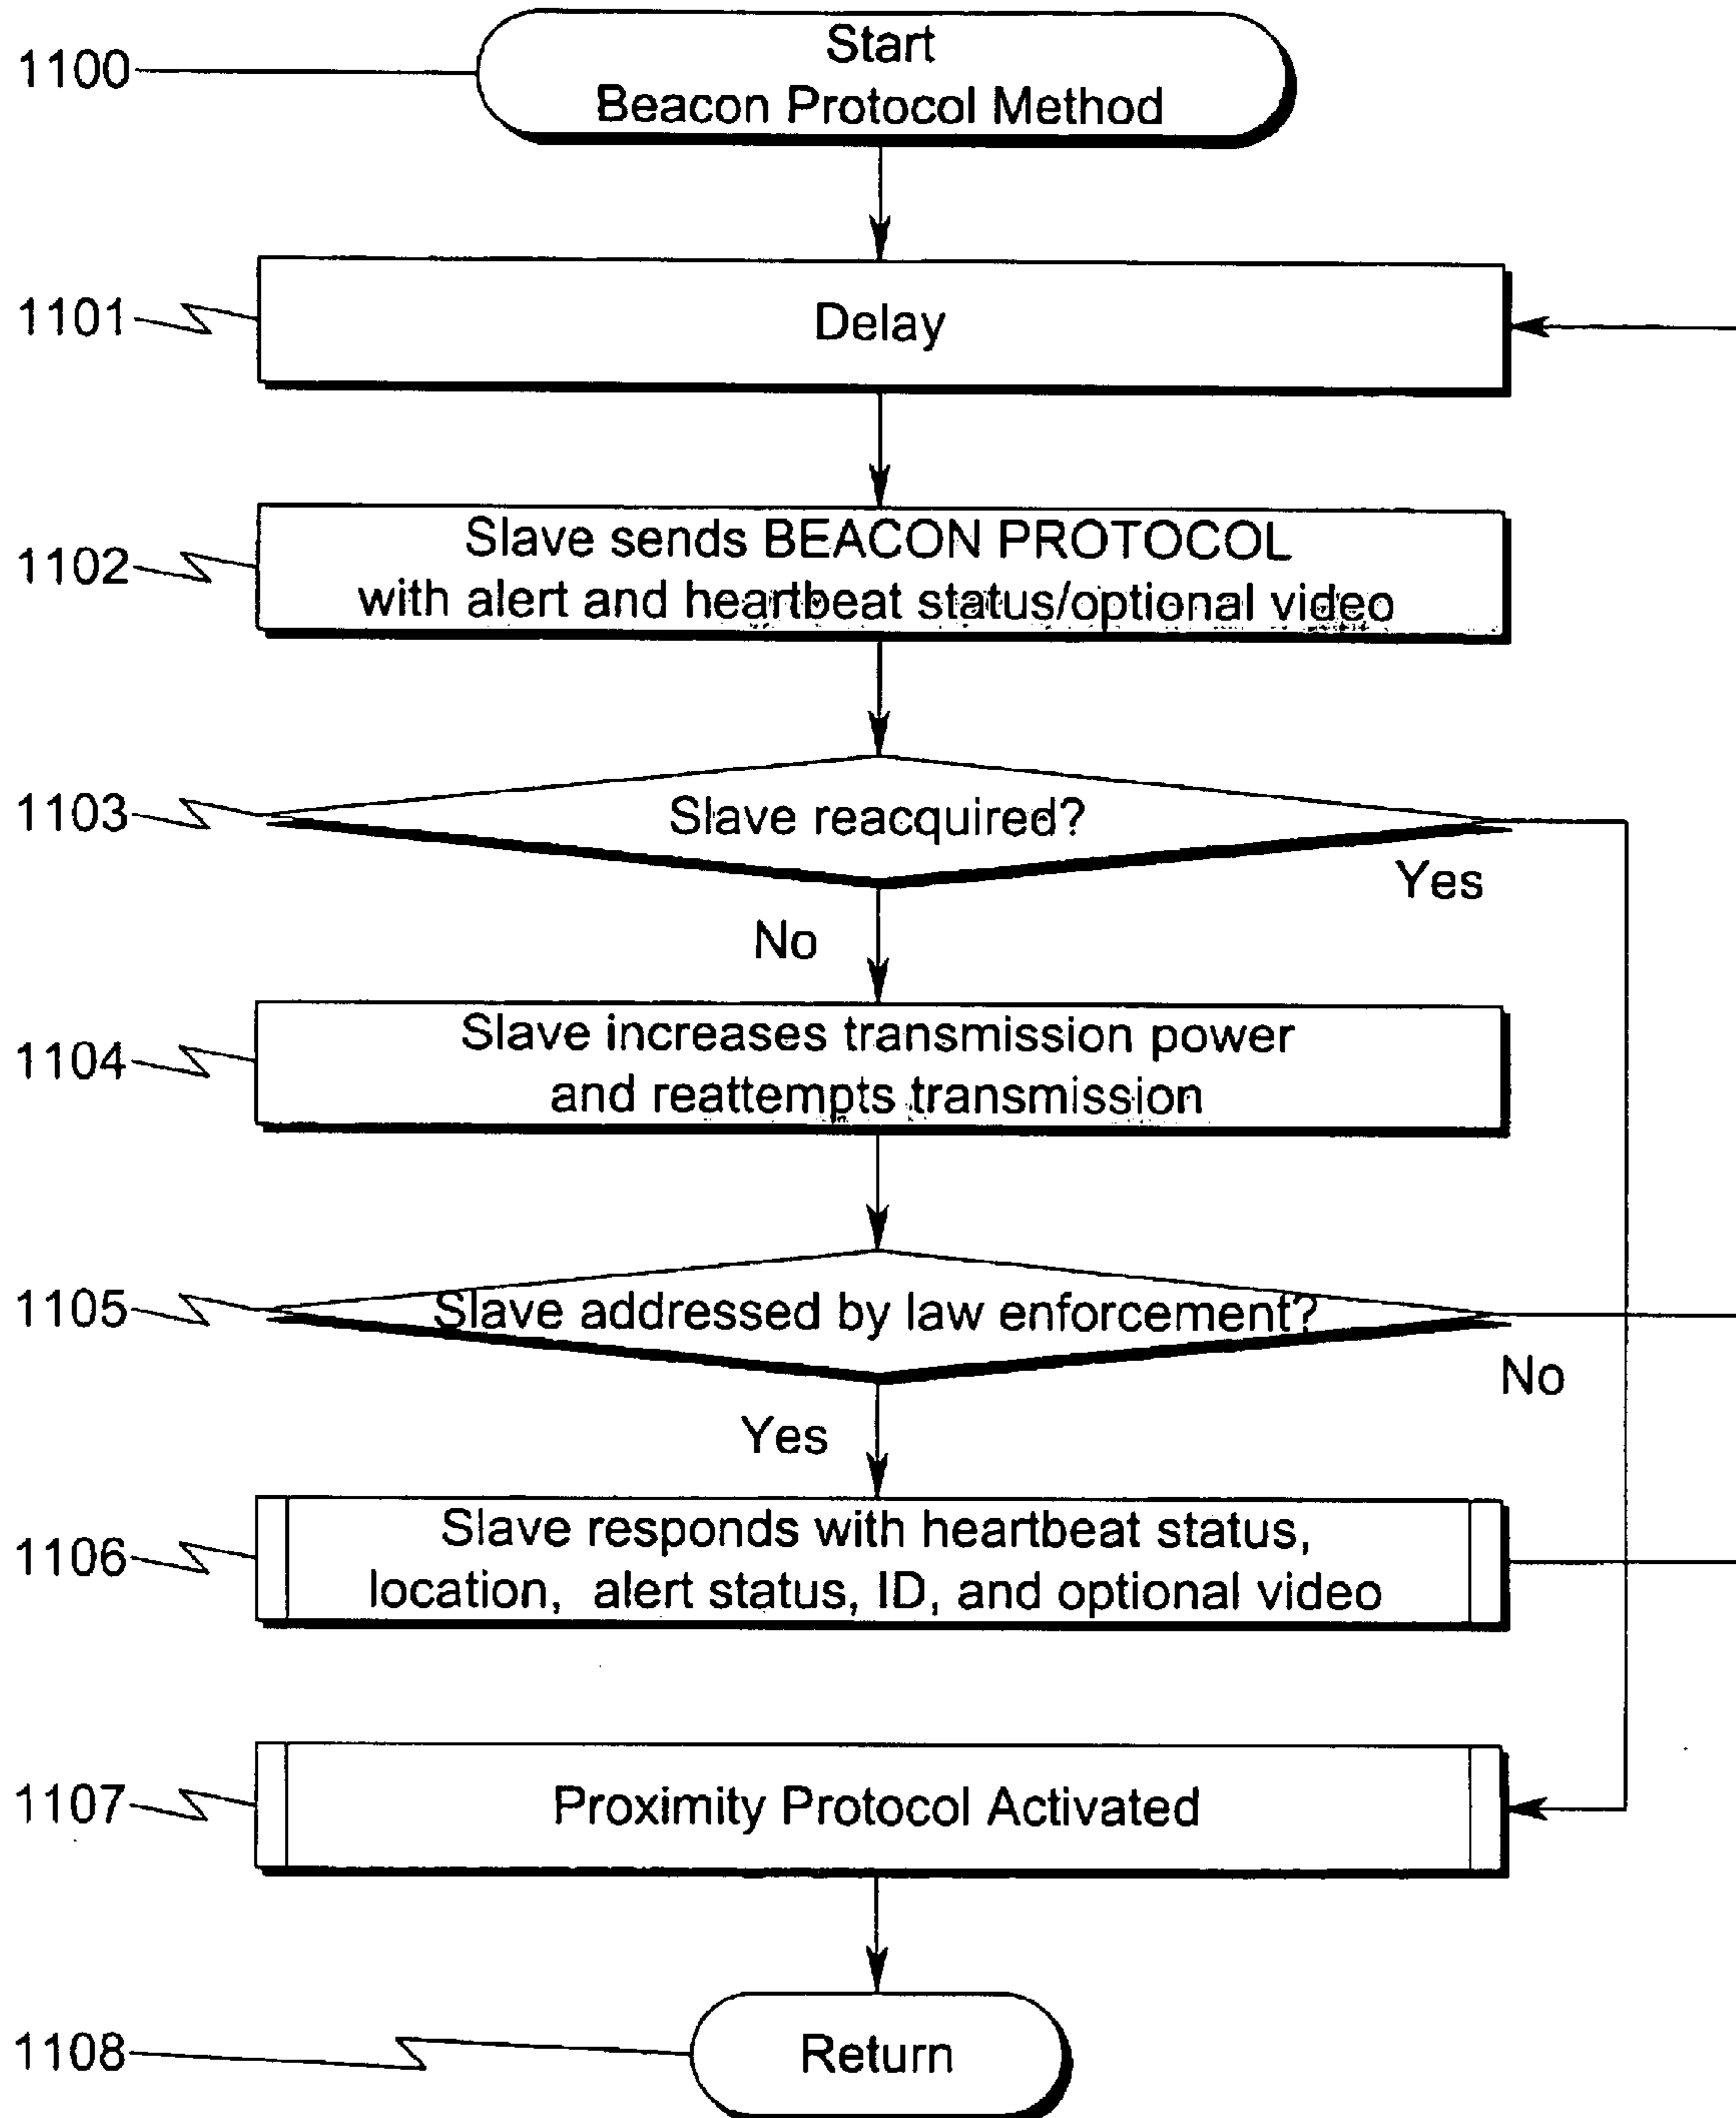 1100
Start
Beacon Protocol Method
1101
Delay
1102
Slave sends BEACON PROTOCOL
with alert and heartbeat status/optional video
1103
Slave reacquired?
Yes
No
1104
Slave increases transmission power
and reattempts transmission
1105
Slave addressed by law enforcement?
No
Yes
1106
Slave responds with heartbeat status,
location, alert status, ID, and optional video
1107
Proximity Protocol Activated
1108
Return